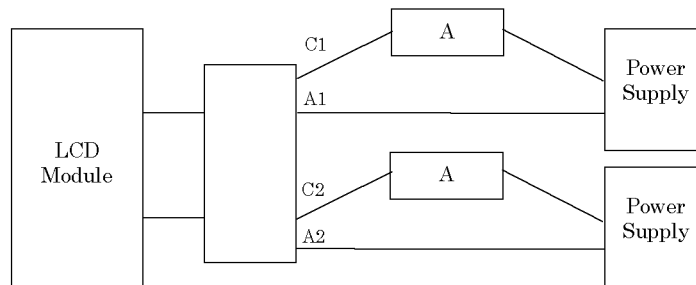 C1
A
A1
Power
Supply
LCD
Module
C2
A
A2
Power
Supply